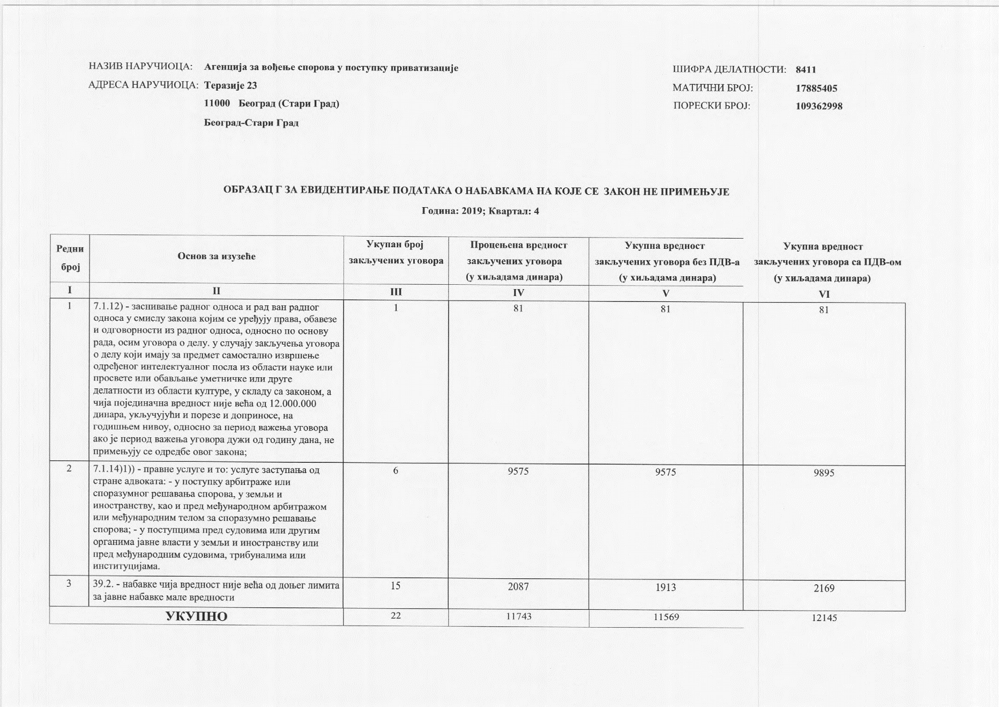 НАЗИВ НАРУЧИОЦА: Агенција за вођење спорова у поступку приватизације
АДРЕСА НАРУЧИОЦА: Теразије 23
11000 Београд (Стари Град)
Београд-Стари Град
ШИФРА ДЕЛАТНОСТИ: 8411
МАТИЧНИ БРОЈ: 17885405
ПОРЕСКИ БРОЈ: 109362998
ОБРАЗАЦ Г ЗА ЕВИДЕНТИРАЊЕ ПОДАТАКА О НАБАВКАМА НА КОЈЕ СЕ ЗАКОН НЕ ПРИМЕЊУЈЕ
Година: 2019; Квартал: 4
Редни
број
Основ за изузеће
Укупан број
закључених уговора
Процењена вредност
закључених уговора
(у хиљадама динара)
Укупна вредност
закључених уговора без ПДВ-а
(у хиљадама динара)
Укупна вредност
закључених уговора са ПДВ-ом
(у хиљадама динара)
I II III IV V VI
1 7.1.12) - заснивање радног односа и рад ван радног 1 81 81 81
односа у смислу закона којим се уређују права, обавезе
и одговорности из радног односа, односно по основу
рада, осим уговора о делу. у случају закључења уговора
о делу који имају за предмет самостално извршење
одређеног интелектуалног посла из области науке или
просвете или обављање уметничке или друге
делатности из области културе, у складу са законом, а
чија појединачна вредност није већа од 12.000.000
динара, укључујући и порезе и доприносе, на
годишњем нивоу, односно за период важења уговора
ако је период важења уговора дужи од годину дана, не
примењују се одредбе овог закона;
2 7.1.14)1)) - правне услуге и то: услуге заступања од 6 9575 9575 9895
стране адвоката: - у поступку арбитраже или
споразумног решавања спорова, у земљи и
иностранству, као и пред међународном арбитражом
или међународним телом за споразумно решавање
спорова; - у поступцима пред судовима или другим
органима јавне власти у земљи и иностранству или
пред међународним судовима, трибуналима или
институцијама.
3 39.2. - набавке чија вредност није већа од доњег лимита 15 2087 1913 2169
за јавне набавке мале вредности
УКУПНО 22 11743 11569 12145